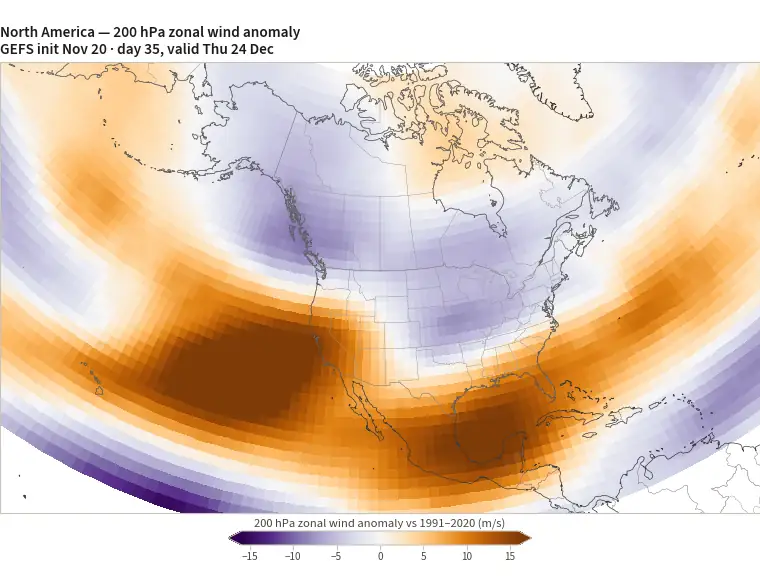 North America — 200 hPa zonal wind anomaly
GEFS init Nov 20 · day 35, valid Thu 24 Dec
200 hPa zonal wind anomaly vs 1991–2020 (m/s)
−15 −10 −5 0 5 10 15